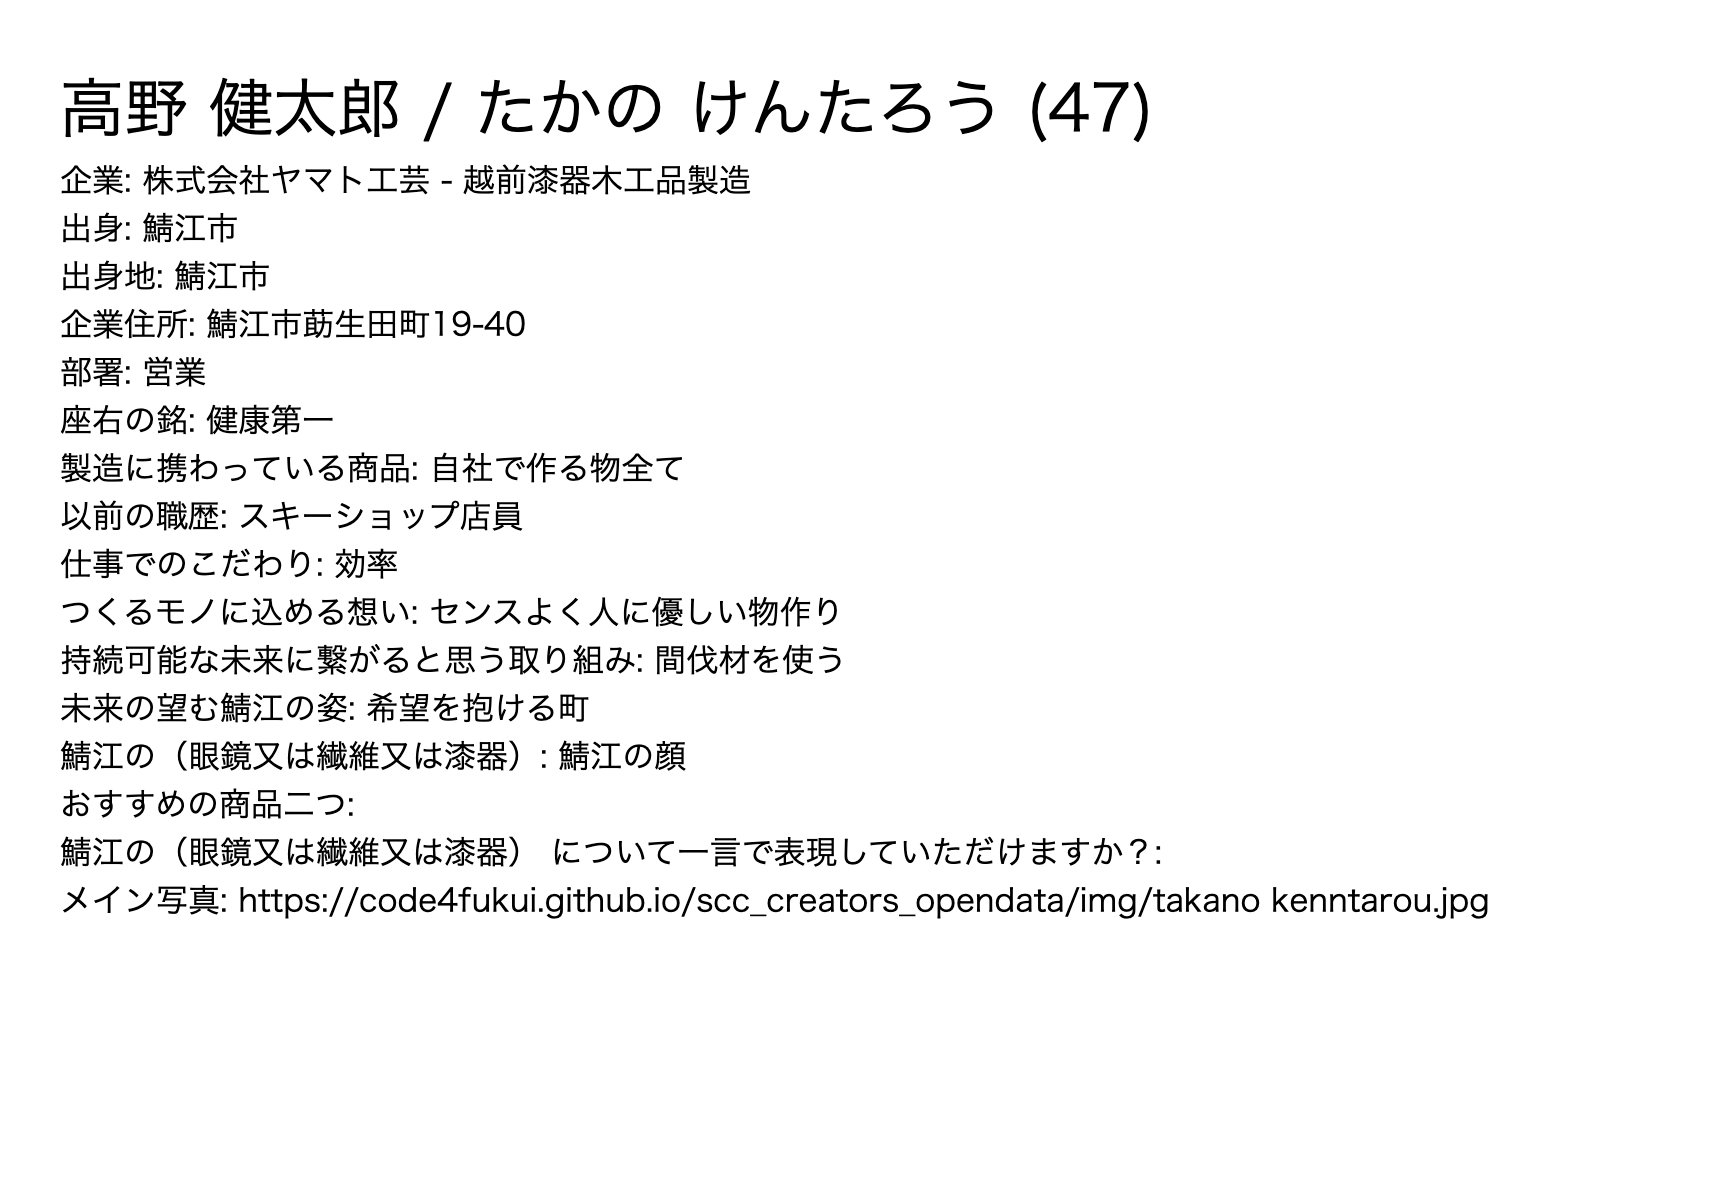 高野 健太郎 / たかの けんたろう (47)
企業: 株式会社ヤマト工芸 - 越前漆器木工品製造
出身: 鯖江市
出身地: 鯖江市
企業住所: 鯖江市莇生田町19-40
部署: 営業
座右の銘: 健康第一
製造に携わっている商品: 自社で作る物全て
以前の職歴: スキーショップ店員
仕事でのこだわり: 効率
つくるモノに込める想い: センスよく人に優しい物作り
持続可能な未来に繋がると思う取り組み: 間伐材を使う
未来の望む鯖江の姿: 希望を抱ける町
鯖江の（眼鏡又は繊維又は漆器）: 鯖江の顔
おすすめの商品二つ:
鯖江の（眼鏡又は繊維又は漆器） について一言で表現していただけますか？:
メイン写真: https://code4fukui.github.io/scc_creators_opendata/img/takano kenntarou.jpg